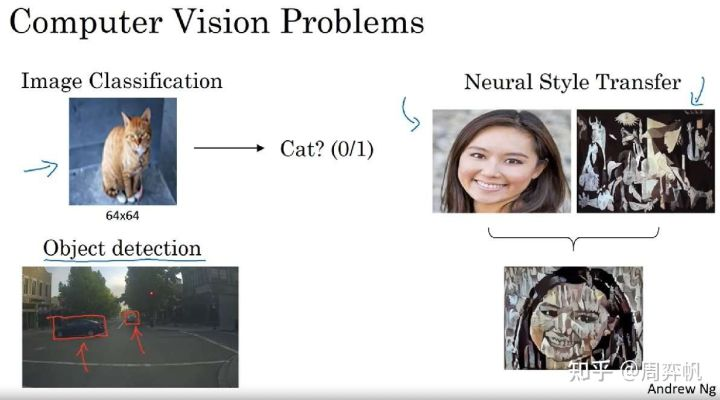 Computer Vision Problems
Image Classification
Cat? (0/1)
64x64
Neural Style Transfer
Object detection
知乎 @周弈帆
Andrew Ng